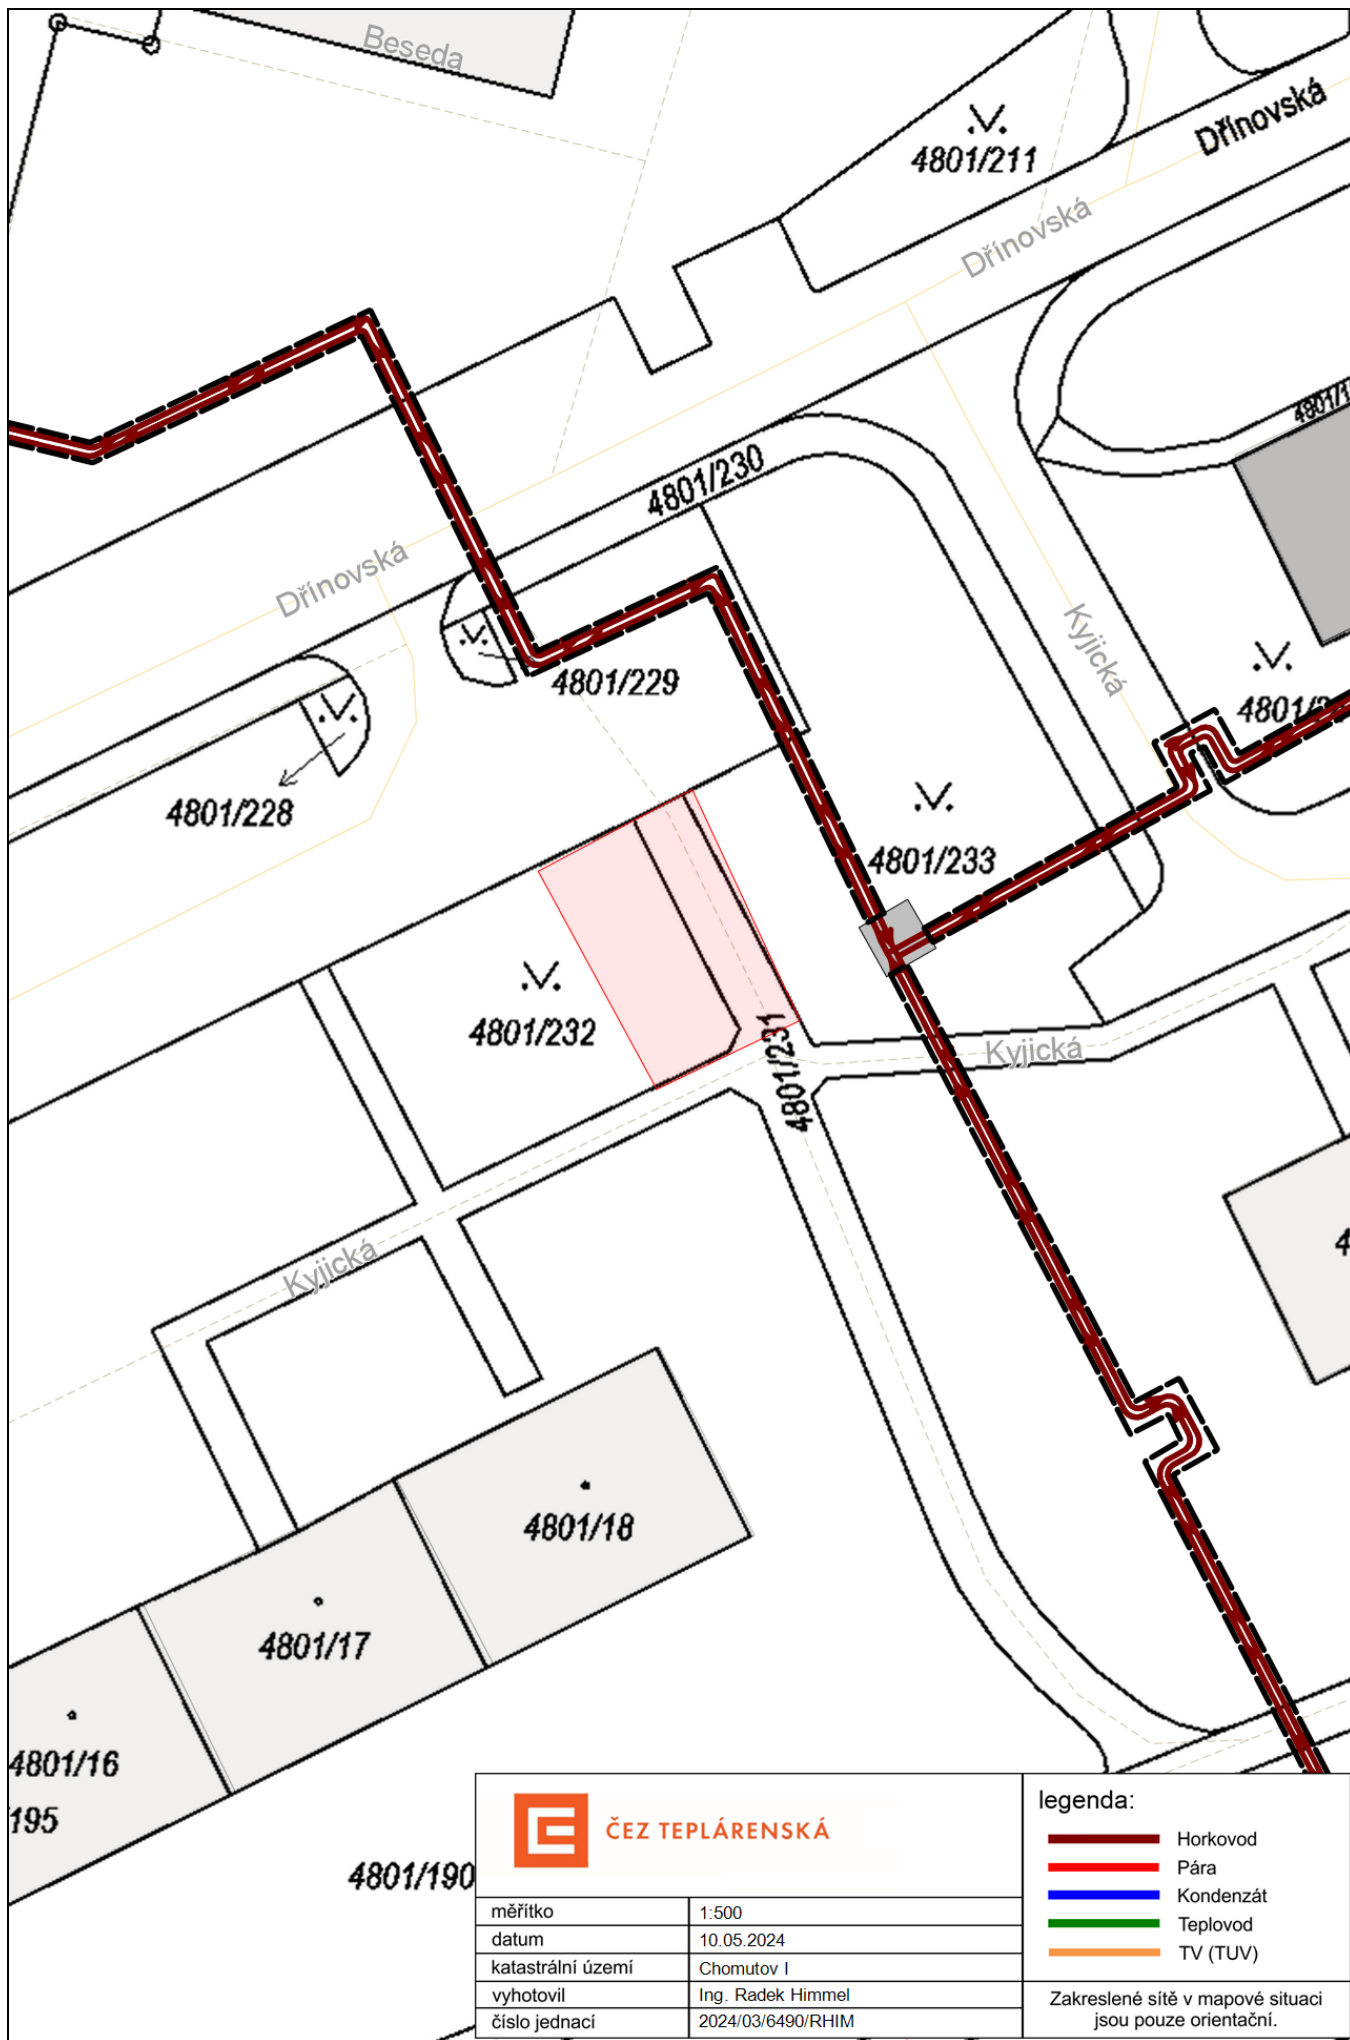 Beseda
Dřínovská
4801/211
Dřínovská
4801/230
Dřínovská
4801/229
Kyjická
4801/228
4801/233
4801/232
4801/231
Kyjická
Kyjická
4801/18
4801/17
4801/16
/195
4801/190
ČEZ TEPLÁRENSKÁ
měřítko 1:500
datum 10.05.2024
katastrální území Chomutov I
vyhotovil Ing. Radek Himmel
číslo jednací 2024/03/6490/RHIM
legenda:
Horkovod
Pára
Kondenzát
Teplovod
TV (TUV)
Zakreslené sítě v mapové situaci
jsou pouze orientační.